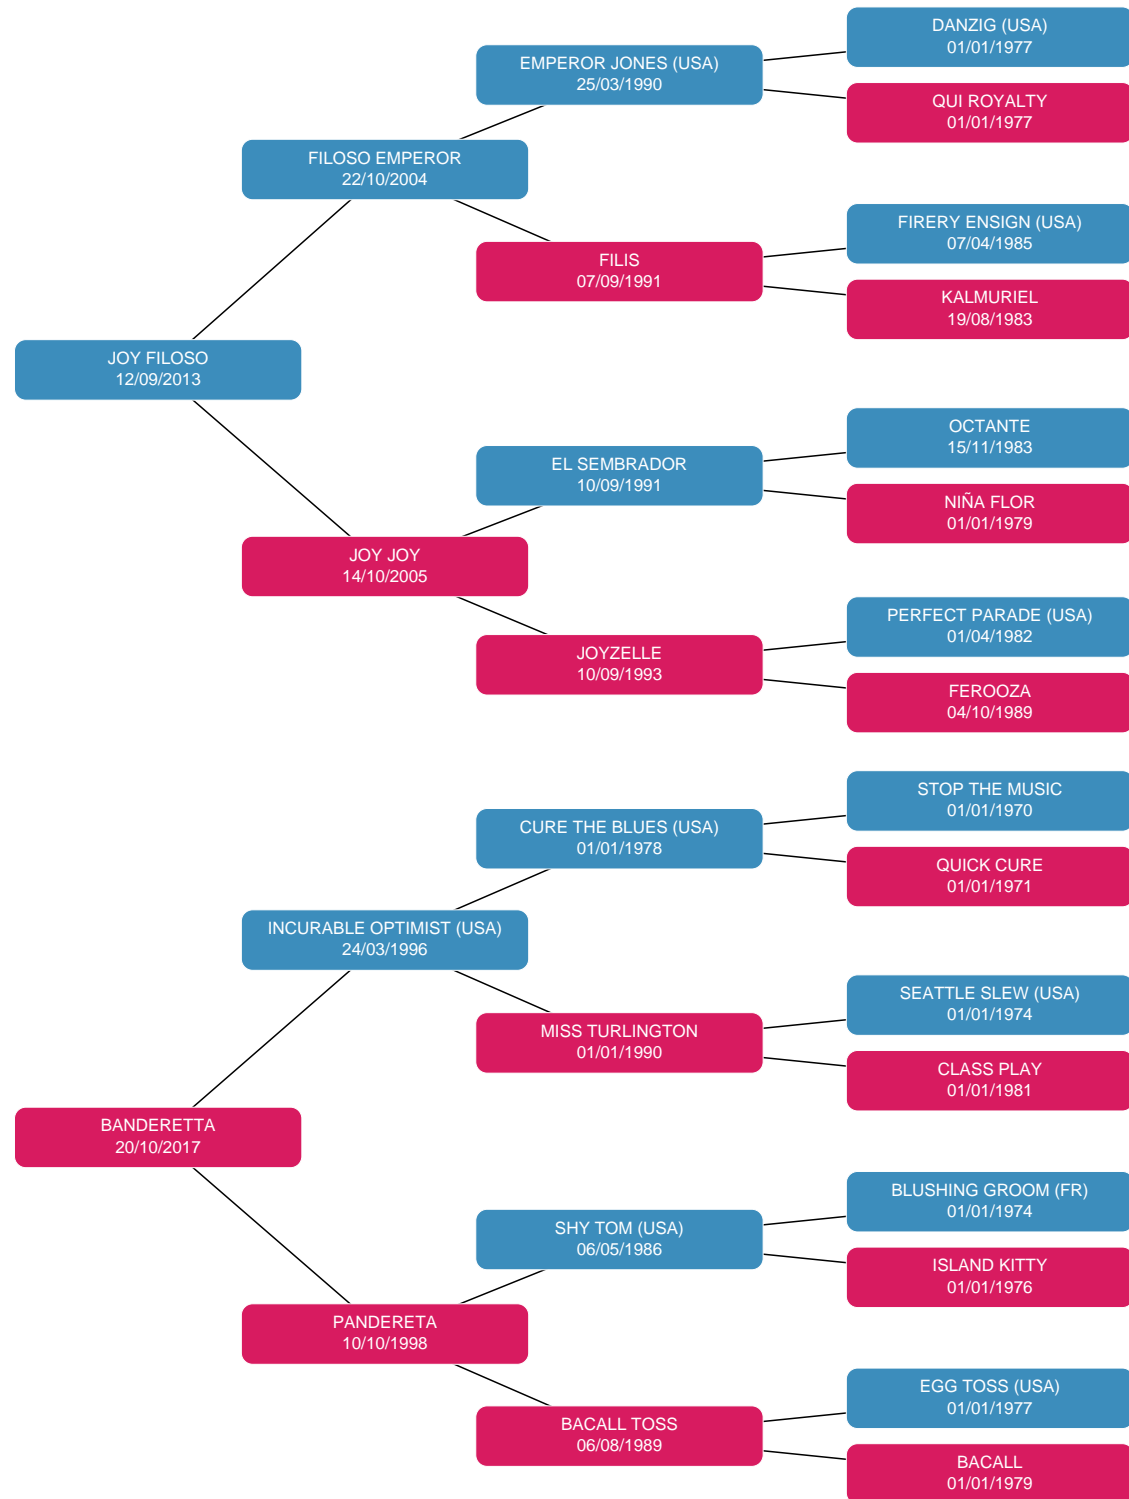 DANZIG (USA)
01/01/1977
EMPEROR JONES (USA)
25/03/1990
QUI ROYALTY
01/01/1977
FILOSO EMPEROR
22/10/2004
FIRERY ENSIGN (USA)
07/04/1985
FILIS
07/09/1991
KALMURIEL
19/08/1983
JOY FILOSO
12/09/2013
OCTANTE
15/11/1983
EL SEMBRADOR
10/09/1991
NIÑA FLOR
01/01/1979
JOY JOY
14/10/2005
PERFECT PARADE (USA)
01/04/1982
JOYZELLE
10/09/1993
FEROOZA
04/10/1989
STOP THE MUSIC
01/01/1970
CURE THE BLUES (USA)
01/01/1978
QUICK CURE
01/01/1971
INCURABLE OPTIMIST (USA)
24/03/1996
SEATTLE SLEW (USA)
01/01/1974
MISS TURLINGTON
01/01/1990
CLASS PLAY
01/01/1981
BANDERETTA
20/10/2017
BLUSHING GROOM (FR)
01/01/1974
SHY TOM (USA)
06/05/1986
ISLAND KITTY
01/01/1976
PANDERETA
10/10/1998
EGG TOSS (USA)
01/01/1977
BACALL TOSS
06/08/1989
BACALL
01/01/1979